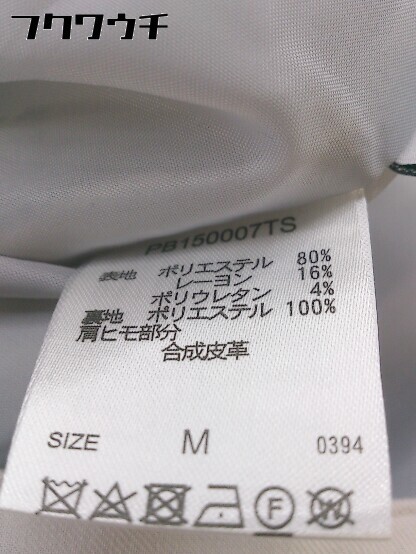 フクワウチ
PB150007TS
表地 ポリエステル 80%
レーヨン 16%
ポリウレタン 4%
裏地 ポリエステル 100%
肩ヒモ部分
合成皮革
SIZE M 0394
F W